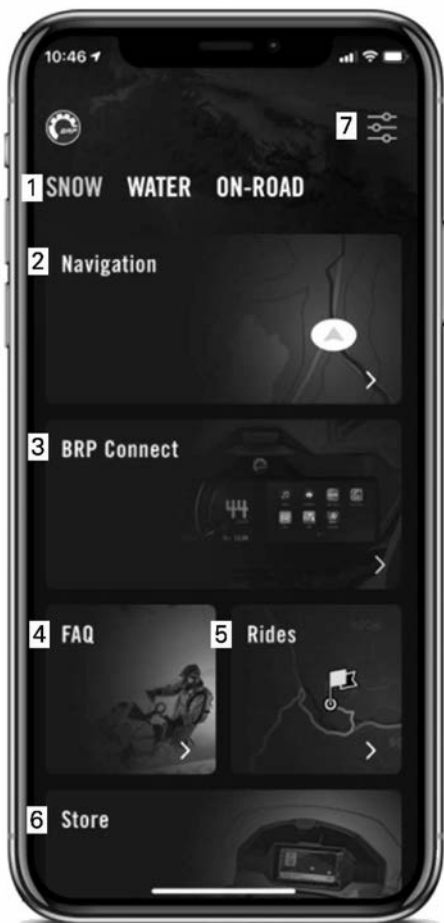 10:46
7
1 SNOW WATER ON-ROAD
2 Navigation
3 BRP Connect
44
4 FAQ
5 Rides
6 Store